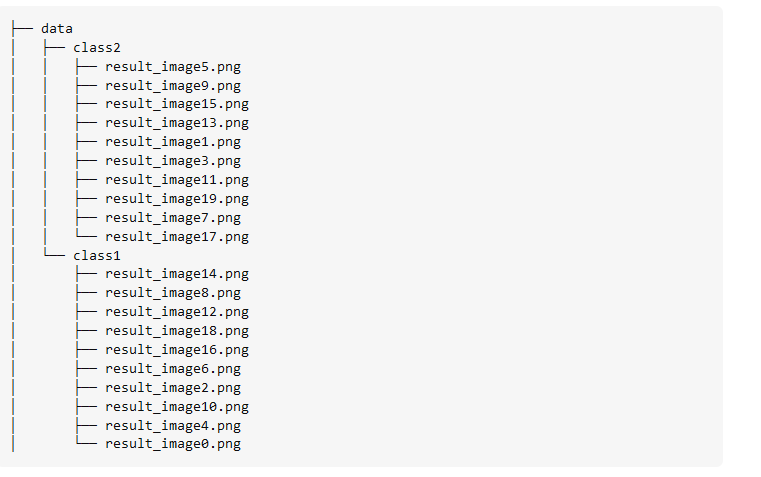 ├── data
│   ├── class2
│   │   ├── result_image5.png
│   │   ├── result_image9.png
│   │   ├── result_image15.png
│   │   ├── result_image13.png
│   │   ├── result_image1.png
│   │   ├── result_image3.png
│   │   ├── result_image11.png
│   │   ├── result_image19.png
│   │   ├── result_image7.png
│   │   └── result_image17.png
│   └── class1
│       ├── result_image14.png
│       ├── result_image8.png
│       ├── result_image12.png
│       ├── result_image18.png
│       ├── result_image16.png
│       ├── result_image6.png
│       ├── result_image2.png
│       ├── result_image10.png
│       ├── result_image4.png
│       └── result_image0.png